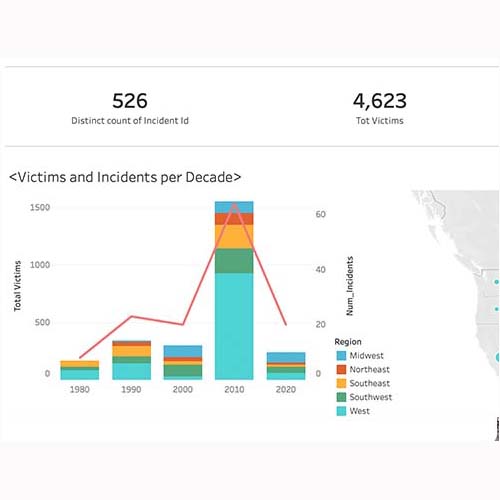 526
Distinct count of Incident Id
4,623
Tot Victims
<Victims and Incidents per Decade>
1500
1000
500
0
Total Victims
60
40
20
0
Num_Incidents
1980
1990
2000
2010
2020
Region
Midwest
Northeast
Southeast
Southwest
West